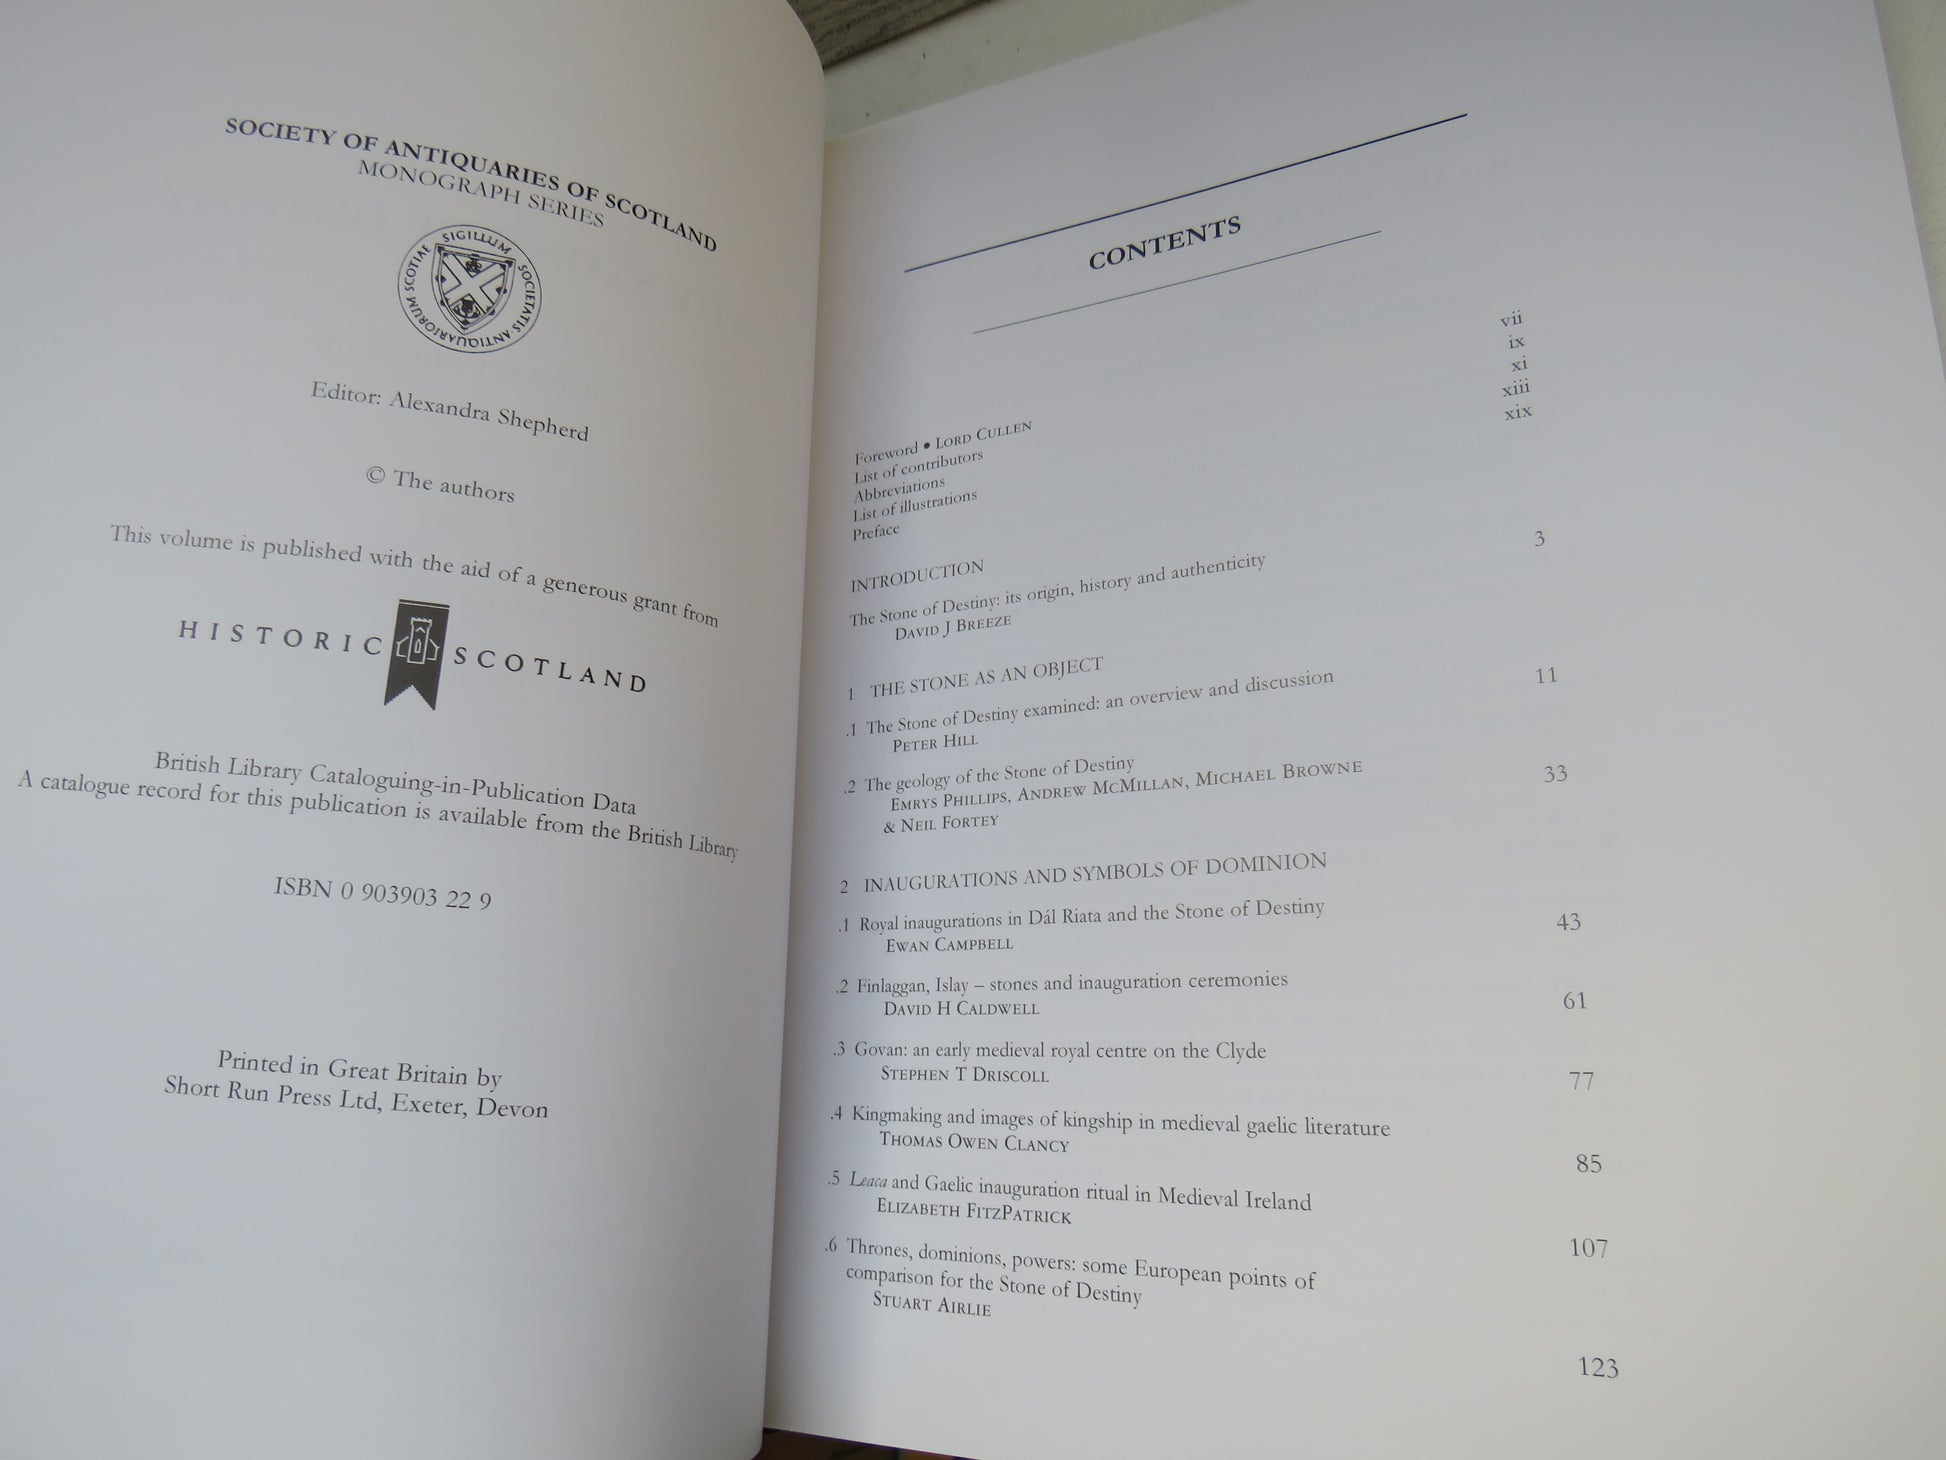 SOCIETY OF ANTIQUARIES OF SCOTLAND
MONOGRAPH SERIES
SIGILLUM SOCIETATIS · ANTIQUARIORUM SCOTIAE
Editor: Alexandra Shepherd
© The authors
This volume is published with the aid of a generous grant from
HISTORIC SCOTLAND
British Library Cataloguing-in-Publication Data
A catalogue record for this publication is available from the British Library
ISBN 0 903903 22 9
Printed in Great Britain by
Short Run Press Ltd, Exeter, Devon
CONTENTS
Foreword • LORD CULLEN vii
List of contributors ix
Abbreviations xi
List of illustrations xiii
Preface xix
INTRODUCTION
The Stone of Destiny: its origin, history and authenticity 3
DAVID J BREEZE
1 THE STONE AS AN OBJECT
.1 The Stone of Destiny examined: an overview and discussion 11
PETER HILL
.2 The geology of the Stone of Destiny 33
EMRYS PHILLIPS, ANDREW MCMILLAN, MICHAEL BROWNE
& NEIL FORTEY
2 INAUGURATIONS AND SYMBOLS OF DOMINION
.1 Royal inaugurations in Dál Riata and the Stone of Destiny 43
EWAN CAMPBELL
.2 Finlaggan, Islay – stones and inauguration ceremonies 61
DAVID H CALDWELL
.3 Govan: an early medieval royal centre on the Clyde 77
STEPHEN T DRISCOLL
.4 Kingmaking and images of kingship in medieval gaelic literature 85
THOMAS OWEN CLANCY
.5 Leaca and Gaelic inauguration ritual in Medieval Ireland 107
ELIZABETH FITZPATRICK
.6 Thrones, dominions, powers: some European points of
comparison for the Stone of Destiny 123
STUART AIRLIE